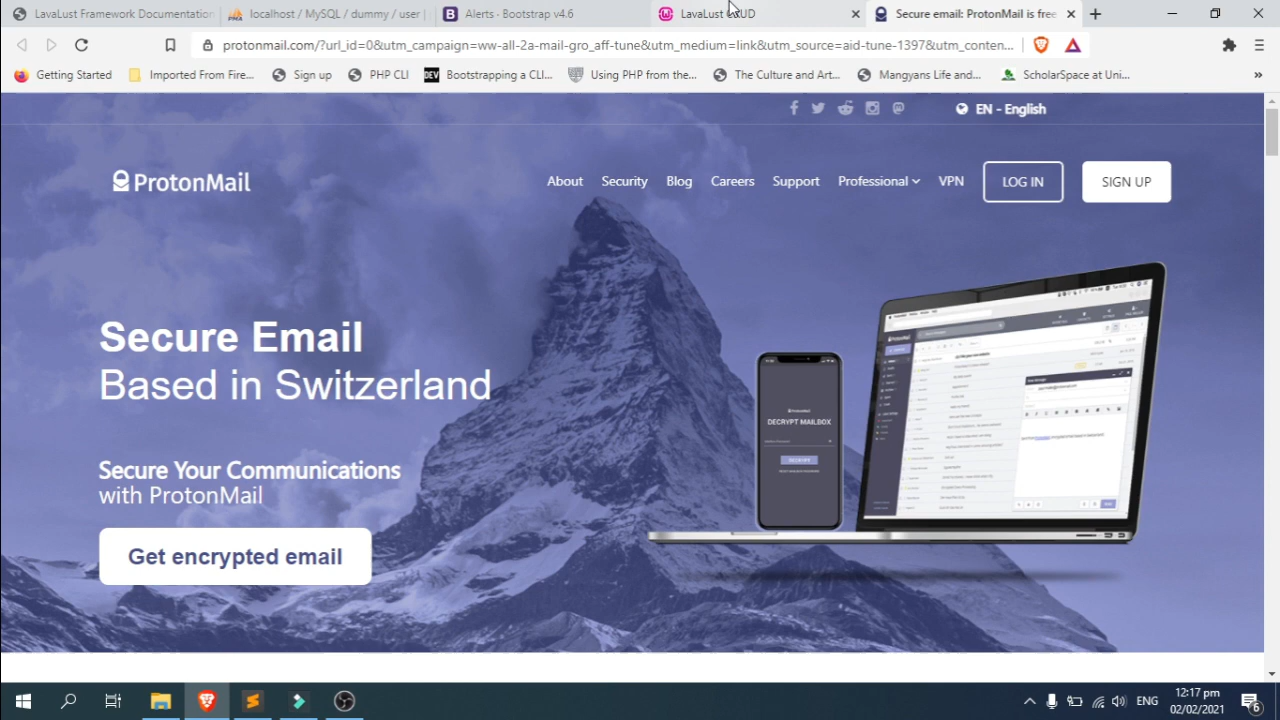 LavaLust Framework Documentation
localhost / MySQL / dummy / user
Alerts · Bootstrap v4.6
LavaLust
Secure email: ProtonMail is free
protonmail.com/?url_id=0&utm_campaign=ww-all-2a-mail-gro_aff-tune&utm_medium=link&utm_source=aid-tune-1397&utm_conten...
Getting Started
Imported From Fire...
Sign up
PHP CLI
DEV
Bootstrapping a CLI...
Using PHP from the...
The Culture and Art...
Mangyans Life and...
ScholarSpace at Uni...
»
EN - English
ProtonMail
About
Security
Blog
Careers
Support
Professional
VPN
LOG IN
SIGN UP
Secure Email
Based in Switzerland
Secure Your Communications
with ProtonMail
Get encrypted email
ProtonMail
DECRYPT MAILBOX
ENG
12:17 pm
02/02/2021
6